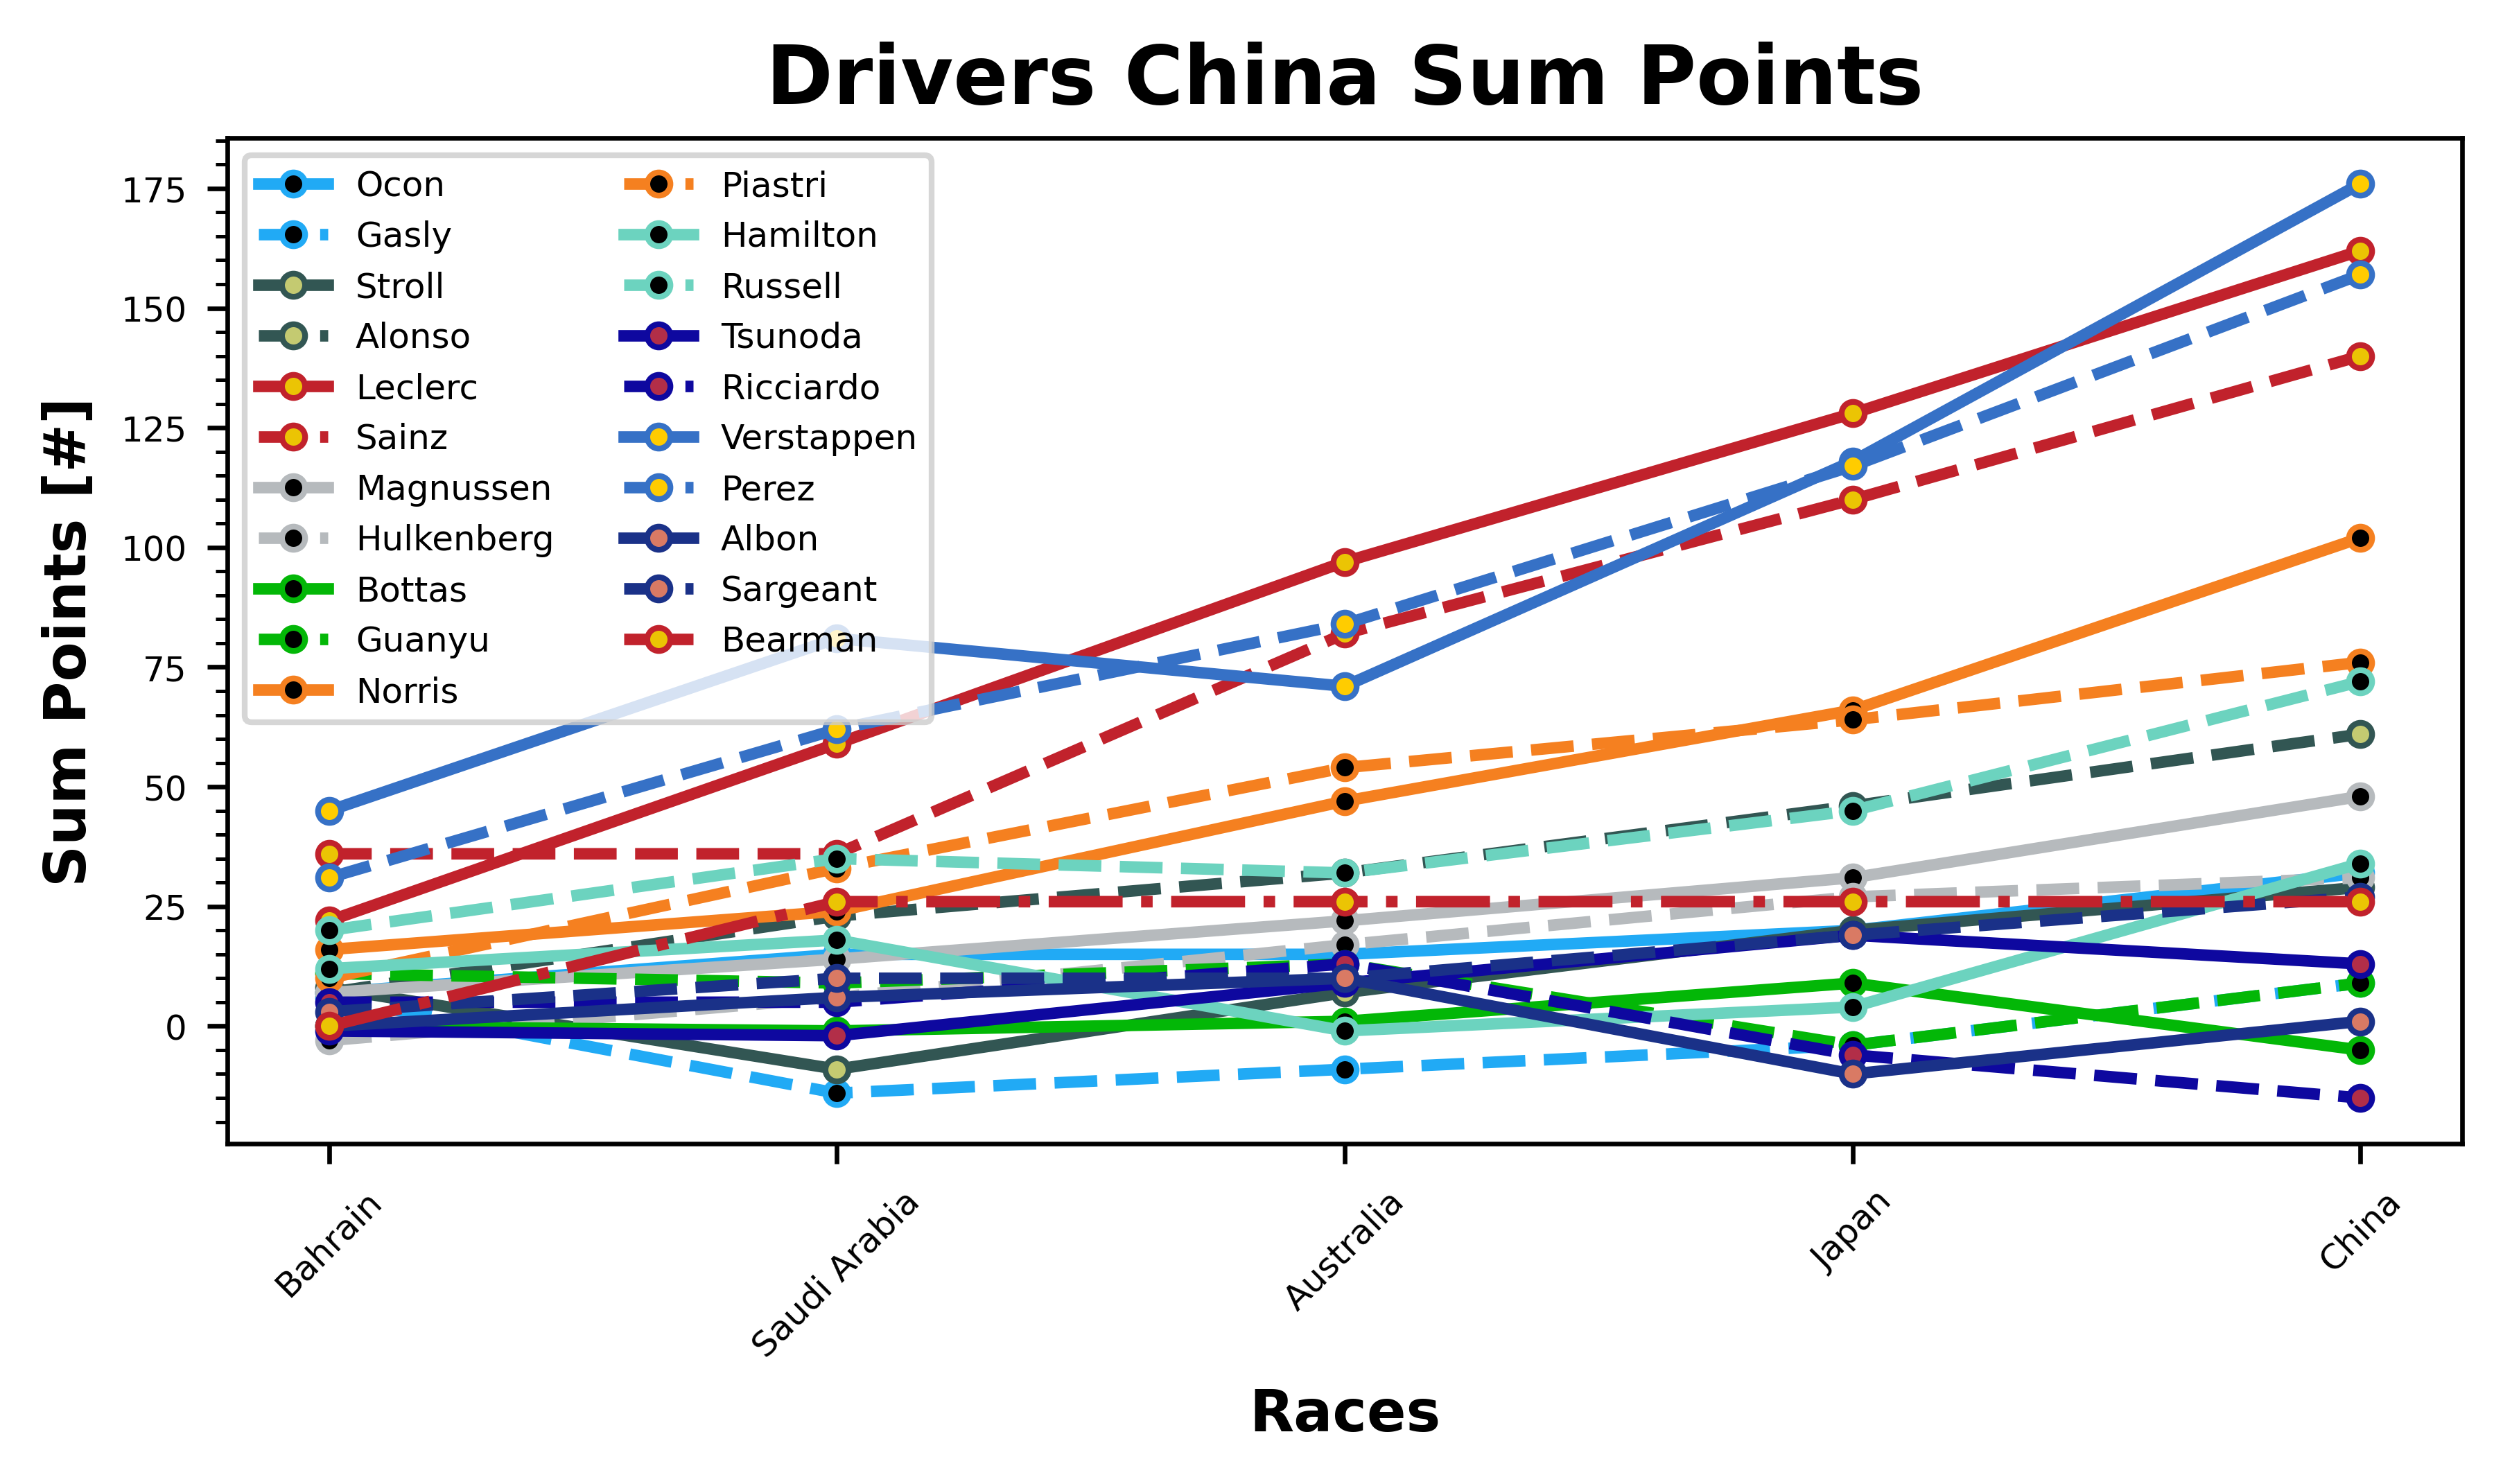 Drivers China Sum Points
Sum Points [#]
175
150
125
100
75
50
25
0
Ocon
Gasly
Stroll
Alonso
Leclerc
Sainz
Magnussen
Hulkenberg
Bottas
Guanyu
Norris
Piastri
Hamilton
Russell
Tsunoda
Ricciardo
Verstappen
Perez
Albon
Sargeant
Bearman
Bahrain
Saudi Arabia
Australia
Japan
China
Races